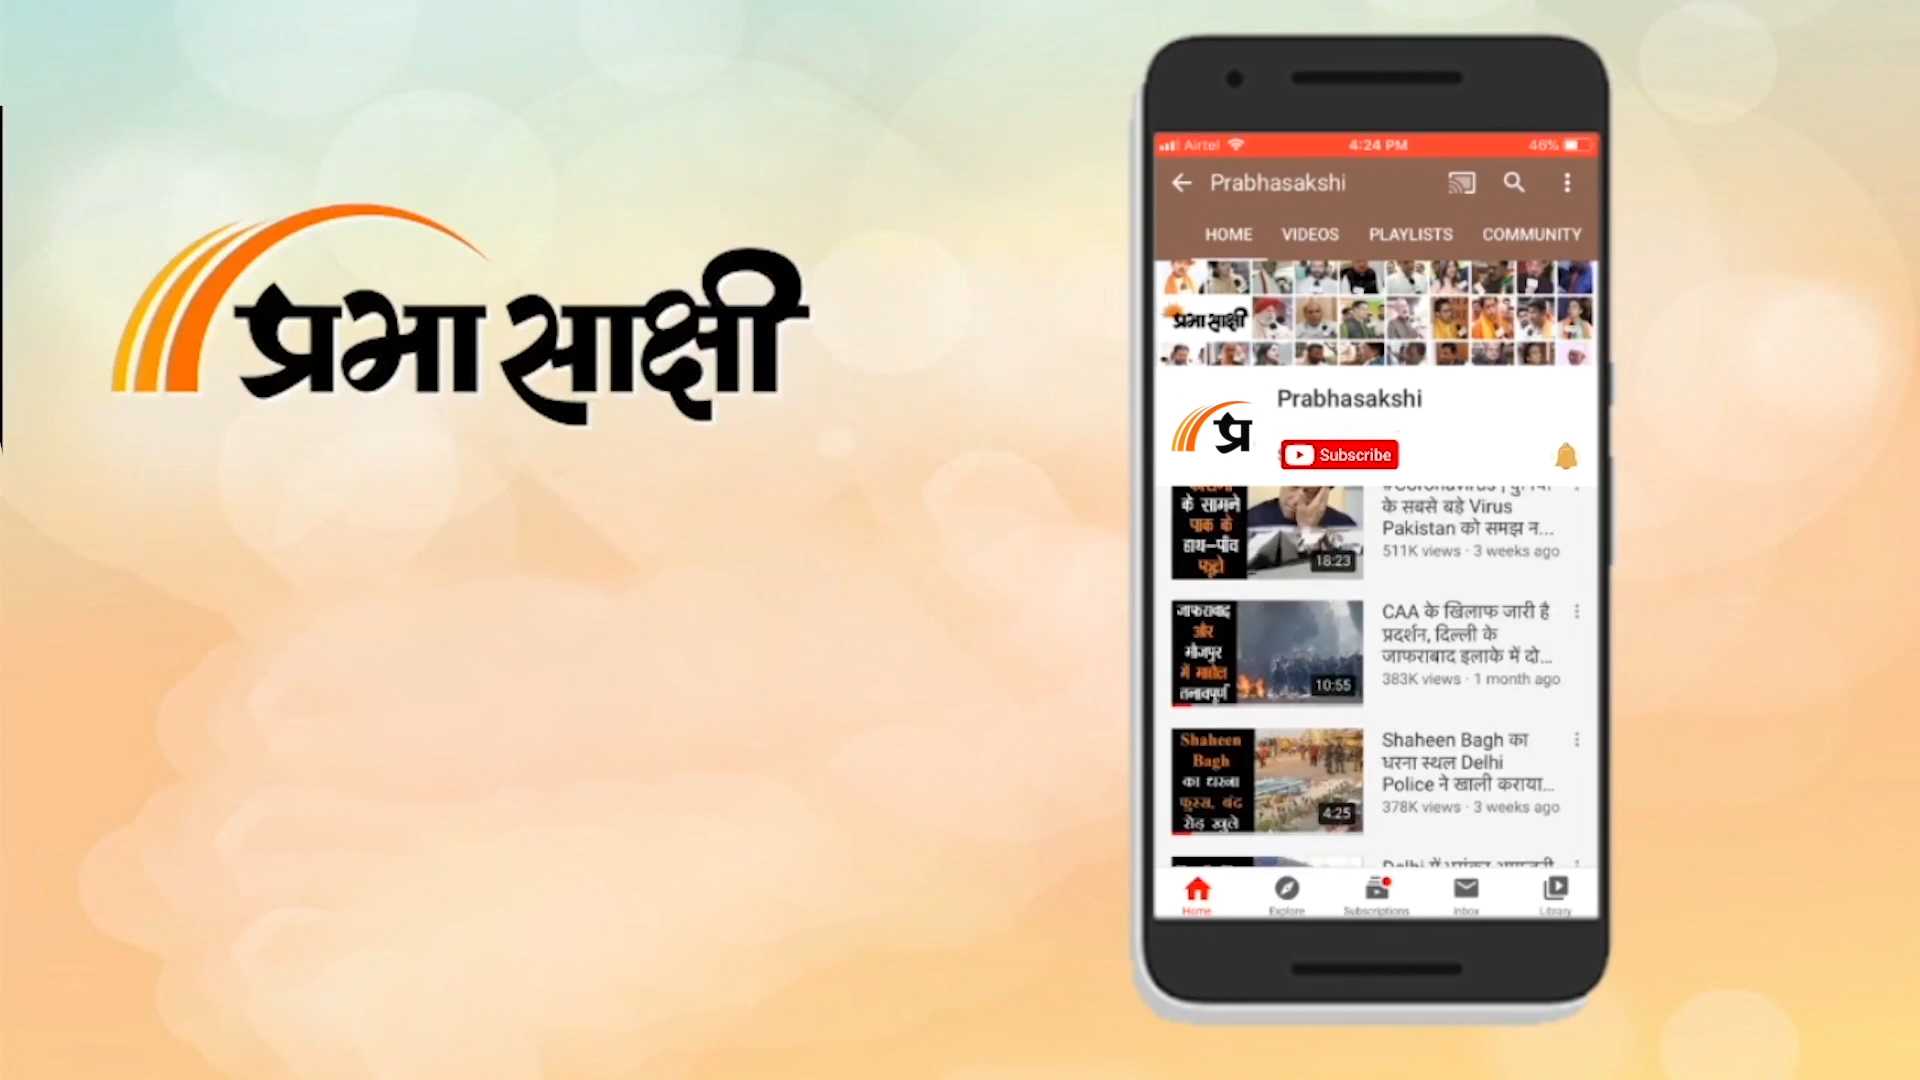 प्रभासाक्षी
Airtel 4:24 PM 46%
Prabhasakshi
HOME VIDEOS PLAYLISTS COMMUNITY
प्रभासाक्षी
Prabhasakshi
प्र
Subscribe
के सामने
पाक के
हाथ-पाँव
फूले
18:23
#Coronavirus |
के सबसे बड़े Virus
Pakistan को समझ न...
511K views · 3 weeks ago
जाफराबाद
और
मौजपुर
में माहौल
तनावपूर्ण
10:55
CAA के खिलाफ जारी है
प्रदर्शन, दिल्ली के
जाफराबाद इलाके में दो...
383K views · 1 month ago
Shaheen
Bagh
का धरना
फुस्स, बंद
रोड खुले
4:25
Shaheen Bagh का
धरना स्थल Delhi
Police ने खाली कराया...
378K views · 3 weeks ago
Delhi में
Home Explore Subscriptions Inbox Library